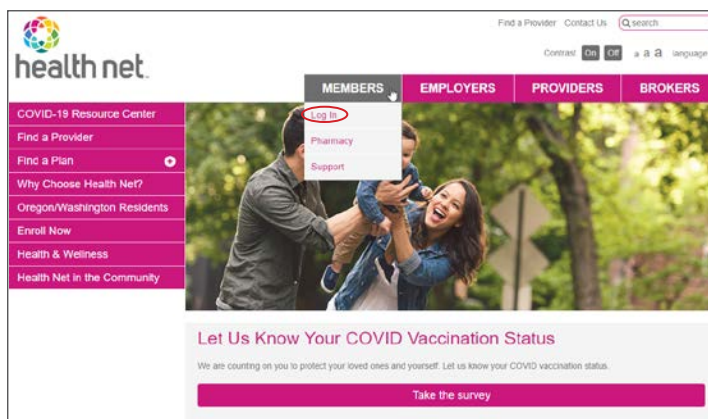 Find a Provider Contact Us search
Contrast On Off a a a language
health net.
MEMBERS EMPLOYERS PROVIDERS BROKERS
Log In
Pharmacy
Support
COVID-19 Resource Center
Find a Provider
Find a Plan
Why Choose Health Net?
Oregon/Washington Residents
Enroll Now
Health & Wellness
Health Net in the Community
Let Us Know Your COVID Vaccination Status
We are counting on you to protect your loved ones and yourself. Let us know your COVID vaccination status.
Take the survey